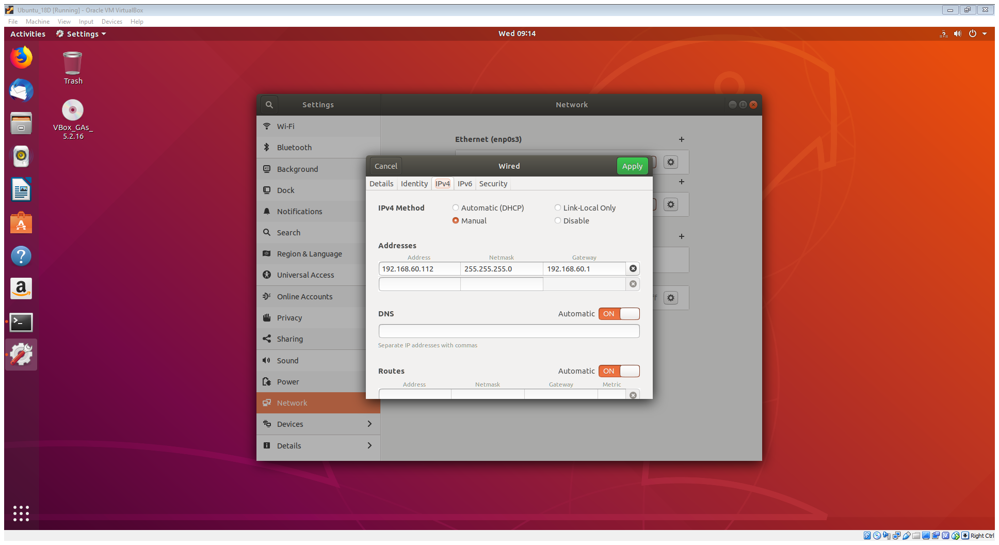 Ubuntu_18D [Running] - Oracle VM VirtualBox
File Machine View Input Devices Help
Activities Settings Wed 09:14
Trash
VBox_GAs_
5.2.16
Settings Network
Wi-Fi
Bluetooth
Background
Dock
Notifications
Search
Region & Language
Universal Access
Online Accounts
Privacy
Sharing
Sound
Power
Network
Devices
Details
Ethernet (enp0s3) +
+
+
Cancel Wired Apply
Details Identity IPv4 IPv6 Security
IPv4 Method Automatic (DHCP) Link-Local Only
Manual Disable
Addresses
Address Netmask Gateway
192.168.60.112 255.255.255.0 192.168.60.1
DNS Automatic ON
Separate IP addresses with commas
Routes Automatic ON
Address Netmask Gateway Metric
Right Ctrl